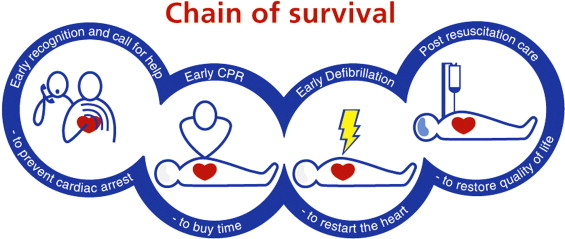 Chain of survival
Early recognition and call for help
- to prevent cardiac arrest
Early CPR
- to buy time
Early Defibrillation
- to restart the heart
Post resuscitation care
- to restore quality of life